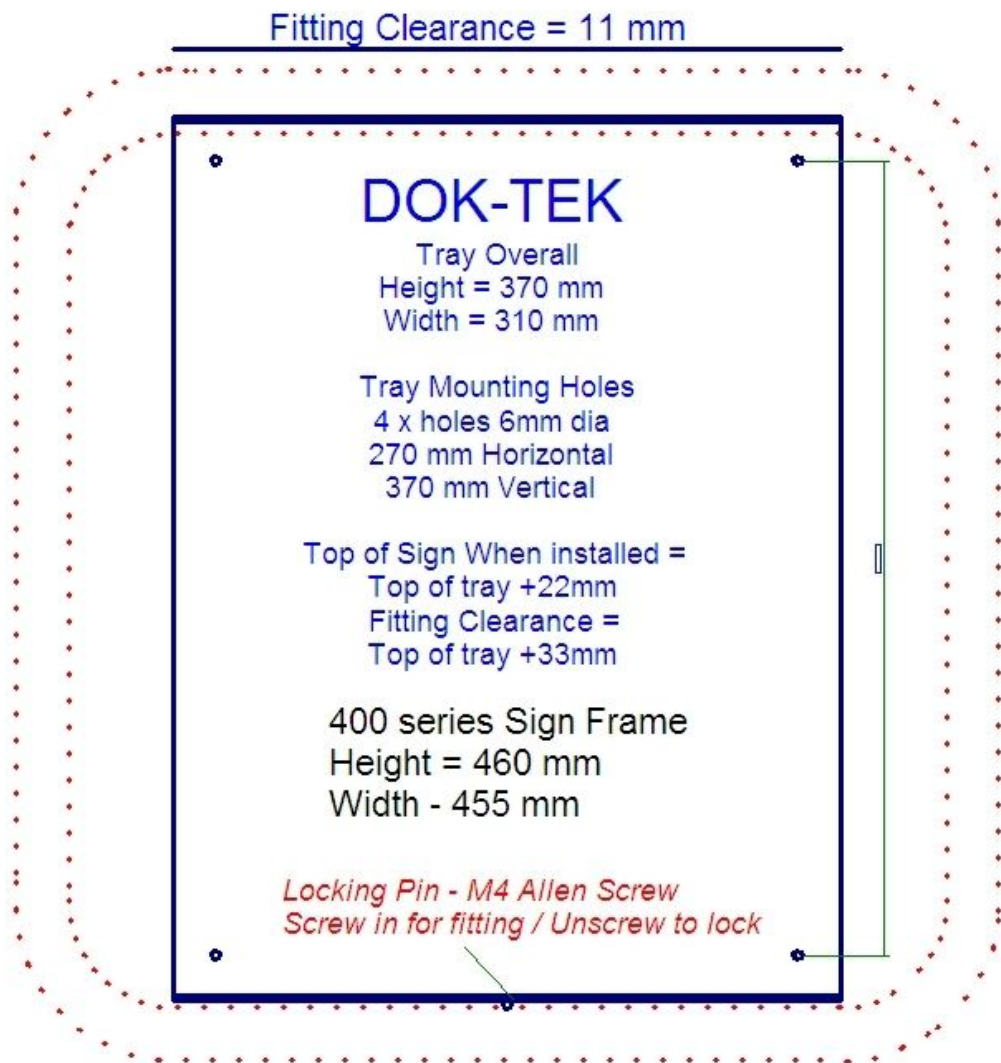 Fitting Clearance = 11 mm
DOK-TEK
Tray Overall
Height = 370 mm
Width = 310 mm
Tray Mounting Holes
4 x holes 6mm dia
270 mm Horizontal
370 mm Vertical
Top of Sign When installed =
Top of tray +22mm
Fitting Clearance =
Top of tray +33mm
400 series Sign Frame
Height = 460 mm
Width - 455 mm
Locking Pin - M4 Allen Screw
Screw in for fitting / Unscrew to lock